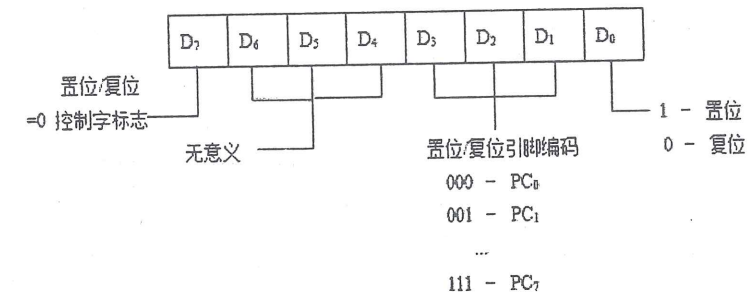 D₇ D₆ D₅ D₄ D₃ D₂ D₁ D₀
置位/复位
=0 控制字标志
1 - 置位
0 - 复位
无意义
置位/复位引脚编码
000 - PC₀
001 - PC₁
...
111 - PC₇